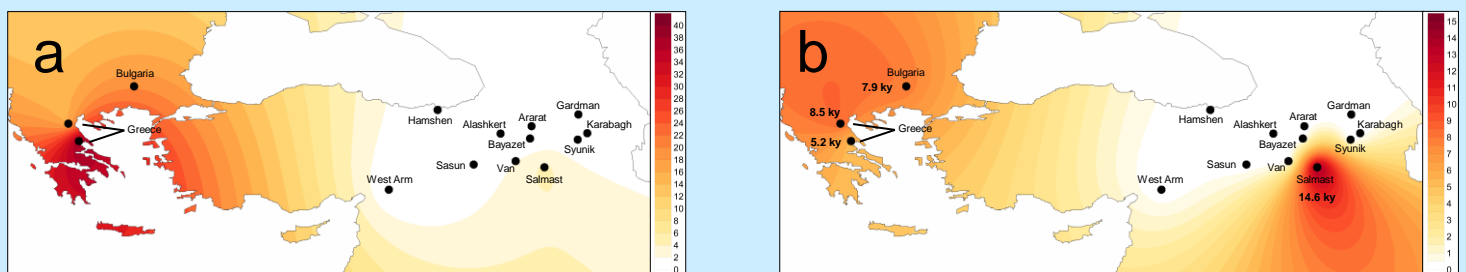 a
Bulgaria
Greece
Hamshen
Gardman
Ararat
Alashkert
Karabagh
Bayazet
Syunik
Sasun
Van
Salmast
West Arm
40
38
36
34
32
30
28
26
24
22
20
18
16
14
12
10
8
6
4
2
0
b
Bulgaria
7.9 ky
8.5 ky
Greece
5.2 ky
Hamshen
Gardman
Ararat
Alashkert
Karabagh
Bayazet
Syunik
Sasun
Van
Salmast
14.6 ky
West Arm
15
14
13
12
11
10
9
8
7
6
5
4
3
2
1
0